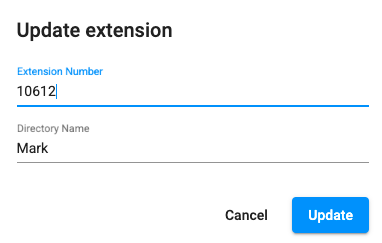 Update extension
Extension Number
10612
Directory Name
Mark
Cancel Update